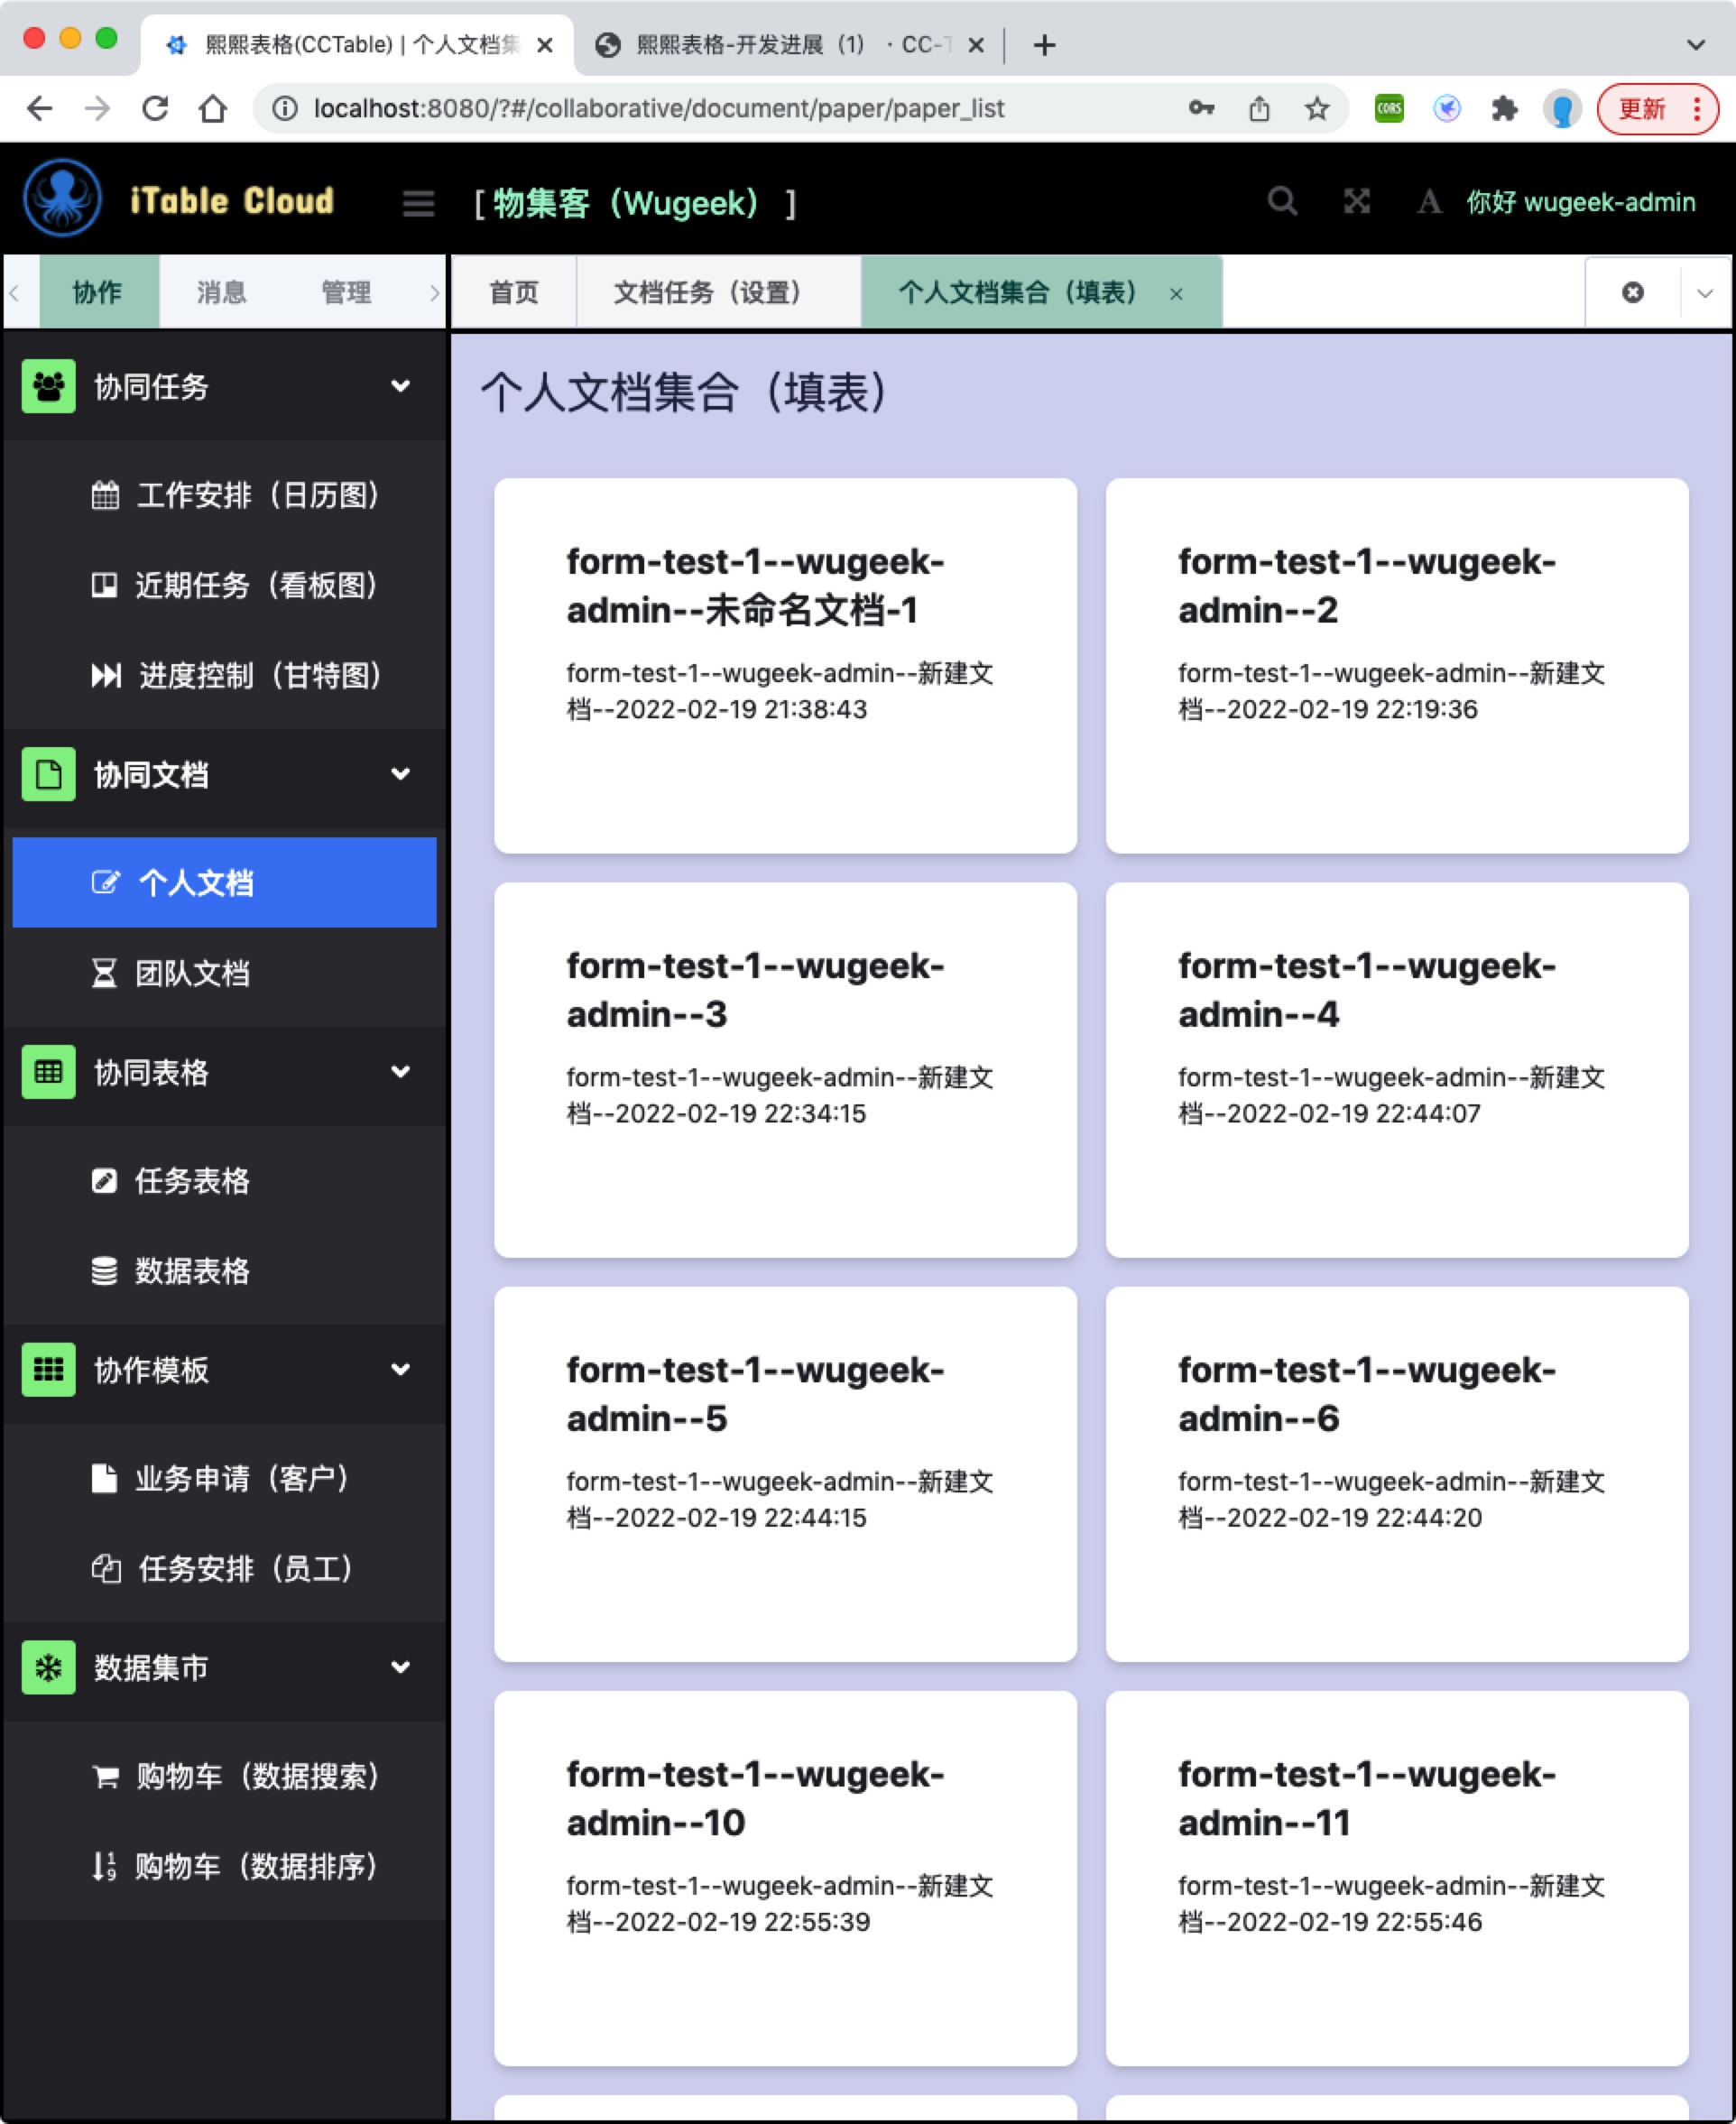 熙熙表格(CCTable) | 个人文档集
熙熙表格-开发进展（1） · CC-T
localhost:8080/?#/collaborative/document/paper/paper_list
CORS
更新
iTable Cloud
[ 物集客（Wugeek） ]
A
你好 wugeek-admin
协作
消息
管理
首页
文档任务（设置）
个人文档集合（填表）
协同任务
工作安排（日历图）
近期任务（看板图）
进度控制（甘特图）
协同文档
个人文档
团队文档
协同表格
任务表格
数据表格
协作模板
业务申请（客户）
任务安排（员工）
数据集市
购物车（数据搜索）
购物车（数据排序）
个人文档集合（填表）
form-test-1--wugeek-
admin--未命名文档-1
form-test-1--wugeek-admin--新建文
档--2022-02-19 21:38:43
form-test-1--wugeek-
admin--2
form-test-1--wugeek-admin--新建文
档--2022-02-19 22:19:36
form-test-1--wugeek-
admin--3
form-test-1--wugeek-admin--新建文
档--2022-02-19 22:34:15
form-test-1--wugeek-
admin--4
form-test-1--wugeek-admin--新建文
档--2022-02-19 22:44:07
form-test-1--wugeek-
admin--5
form-test-1--wugeek-admin--新建文
档--2022-02-19 22:44:15
form-test-1--wugeek-
admin--6
form-test-1--wugeek-admin--新建文
档--2022-02-19 22:44:20
form-test-1--wugeek-
admin--10
form-test-1--wugeek-admin--新建文
档--2022-02-19 22:55:39
form-test-1--wugeek-
admin--11
form-test-1--wugeek-admin--新建文
档--2022-02-19 22:55:46